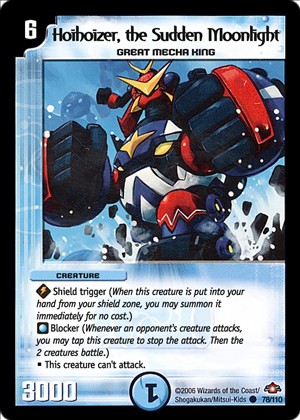 6
Hoihoizer, the Sudden Moonlight
GREAT MECHA KING
CREATURE
Shield trigger (When this creature is put into your
hand from your shield zone, you may summon it
immediately for no cost.)
Blocker (Whenever an opponent's creature attacks,
you may tap this creature to stop the attack. Then the
2 creatures battle.)
▪ This creature can't attack.
3000
1
©2006 Wizards of the Coast/
Shogakukan/Mitsui-Kids ● 78/110